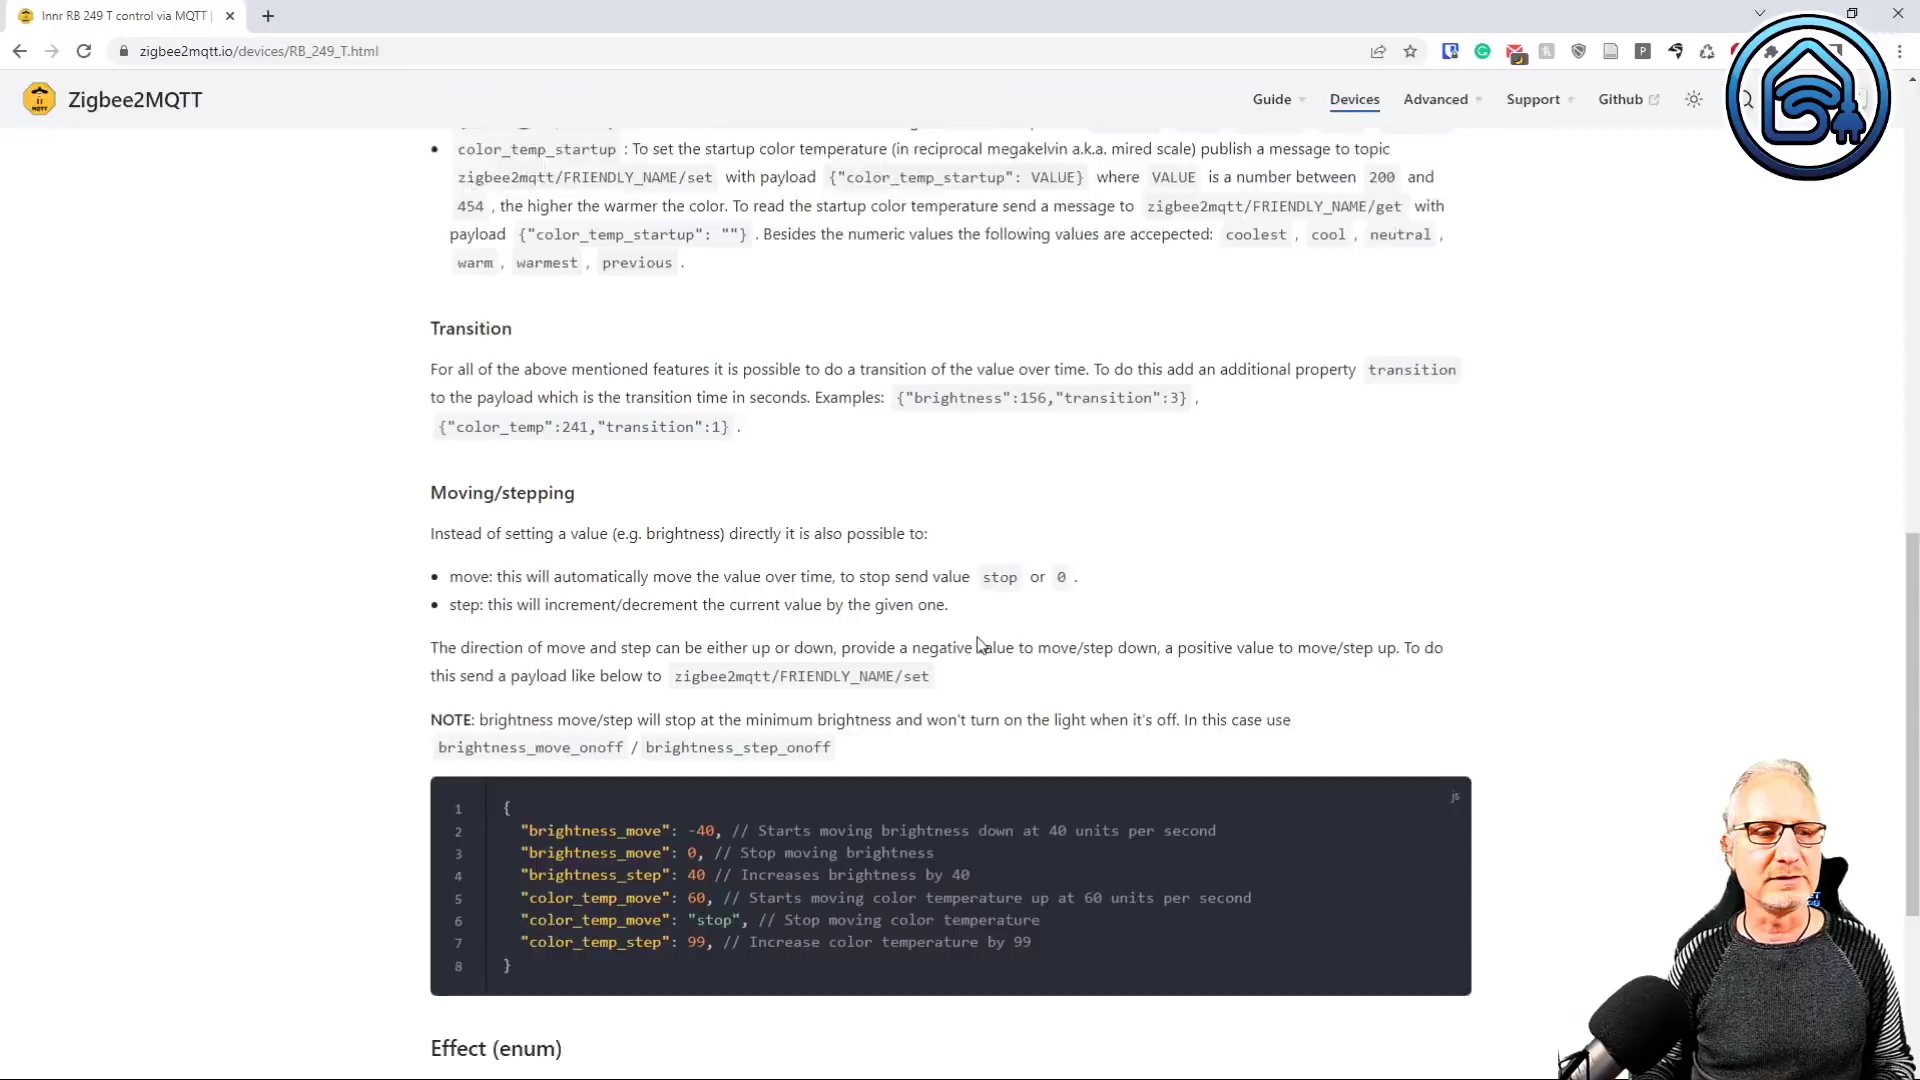 Innr RB 249 T control via MQTT |
zigbee2mqtt.io/devices/RB_249_T.html
Zigbee2MQTT
Guide
Devices
Advanced
Support
Github
color_temp_startup : To set the startup color temperature (in reciprocal megakelvin a.k.a. mired scale) publish a message to topic
zigbee2mqtt/FRIENDLY_NAME/set with payload {"color_temp_startup": VALUE} where VALUE is a number between 200 and
454 , the higher the warmer the color. To read the startup color temperature send a message to zigbee2mqtt/FRIENDLY_NAME/get with
payload {"color_temp_startup": ""} . Besides the numeric values the following values are accepected: coolest , cool , neutral ,
warm , warmest , previous .
Transition
For all of the above mentioned features it is possible to do a transition of the value over time. To do this add an additional property transition
to the payload which is the transition time in seconds. Examples: {"brightness":156,"transition":3} ,
{"color_temp":241,"transition":1} .
Moving/stepping
Instead of setting a value (e.g. brightness) directly it is also possible to:
move: this will automatically move the value over time, to stop send value stop or 0 .
step: this will increment/decrement the current value by the given one.
The direction of move and step can be either up or down, provide a negative value to move/step down, a positive value to move/step up. To do
this send a payload like below to zigbee2mqtt/FRIENDLY_NAME/set
NOTE: brightness move/step will stop at the minimum brightness and won't turn on the light when it's off. In this case use
brightness_move_onoff / brightness_step_onoff
js
1 {
2 "brightness_move": -40, // Starts moving brightness down at 40 units per second
3 "brightness_move": 0, // Stop moving brightness
4 "brightness_step": 40 // Increases brightness by 40
5 "color_temp_move": 60, // Starts moving color temperature up at 60 units per second
6 "color_temp_move": "stop", // Stop moving color temperature
7 "color_temp_step": 99, // Increase color temperature by 99
8 }
Effect (enum)